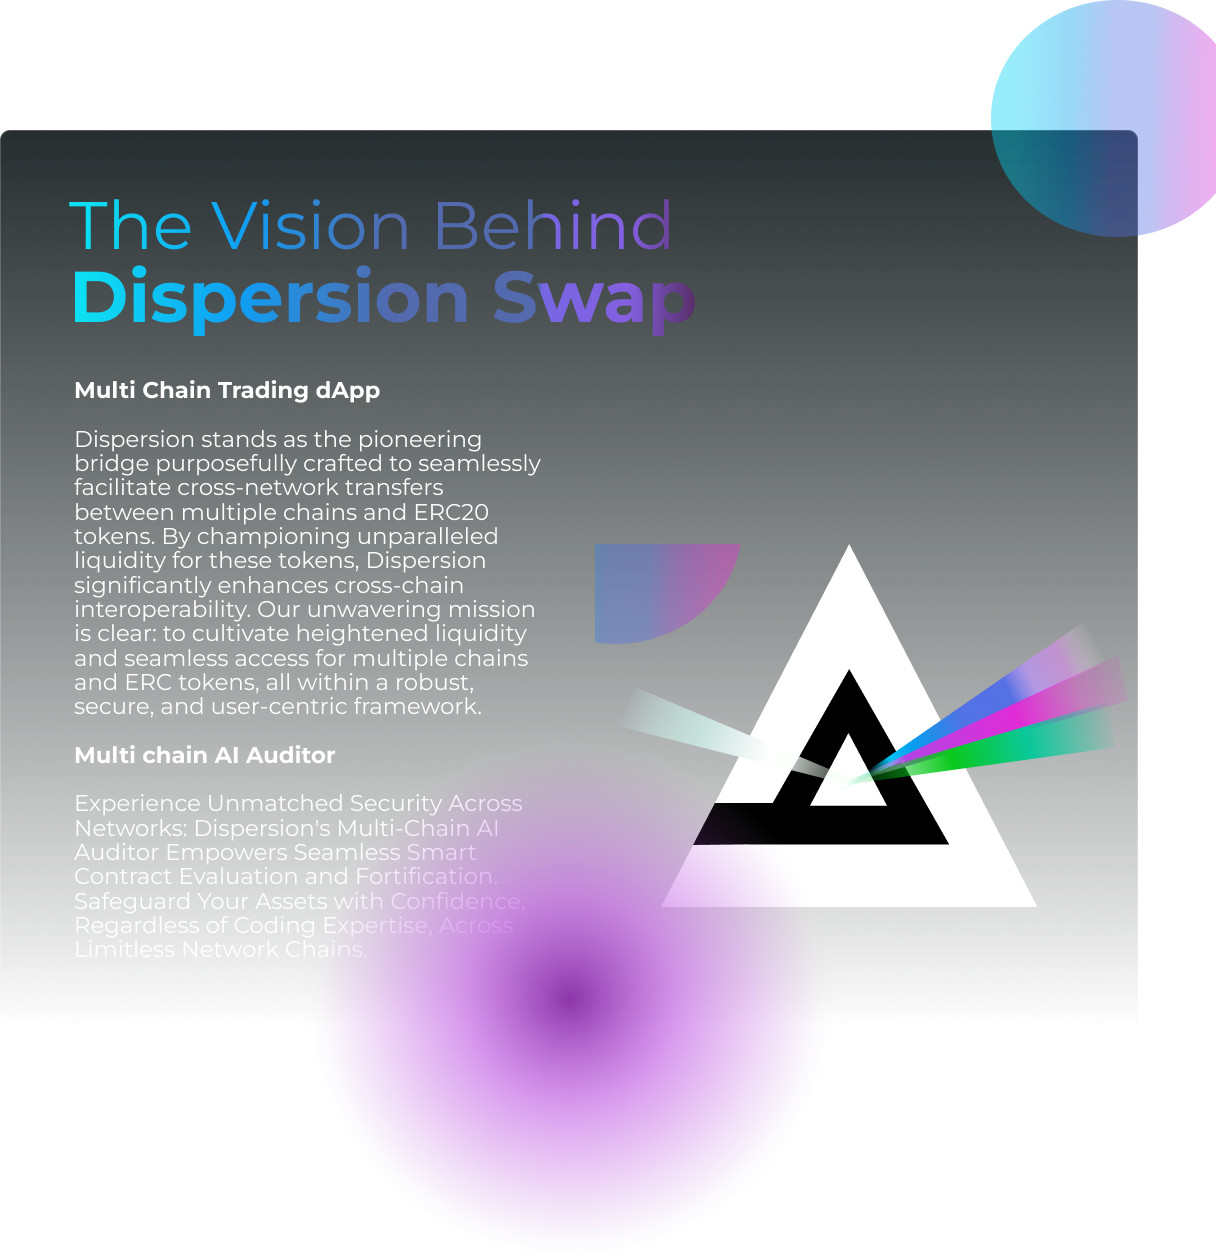 The Vision Behind
Dispersion Swap
Multi Chain Trading dApp
Dispersion stands as the pioneering
bridge purposefully crafted to seamlessly
facilitate cross-network transfers
between multiple chains and ERC20
tokens. By championing unparalleled
liquidity for these tokens, Dispersion
significantly enhances cross-chain
interoperability. Our unwavering mission
is clear: to cultivate heightened liquidity
and seamless access for multiple chains
and ERC tokens, all within a robust,
secure, and user-centric framework.
Multi chain AI Auditor
Experience Unmatched Security Across
Networks: Dispersion's Multi-Chain AI
Auditor Empowers Seamless Smart
Contract Evaluation and Fortification.
Safeguard Your Assets with Confidence,
Regardless of Coding Expertise, Across
Limitless Network Chains.